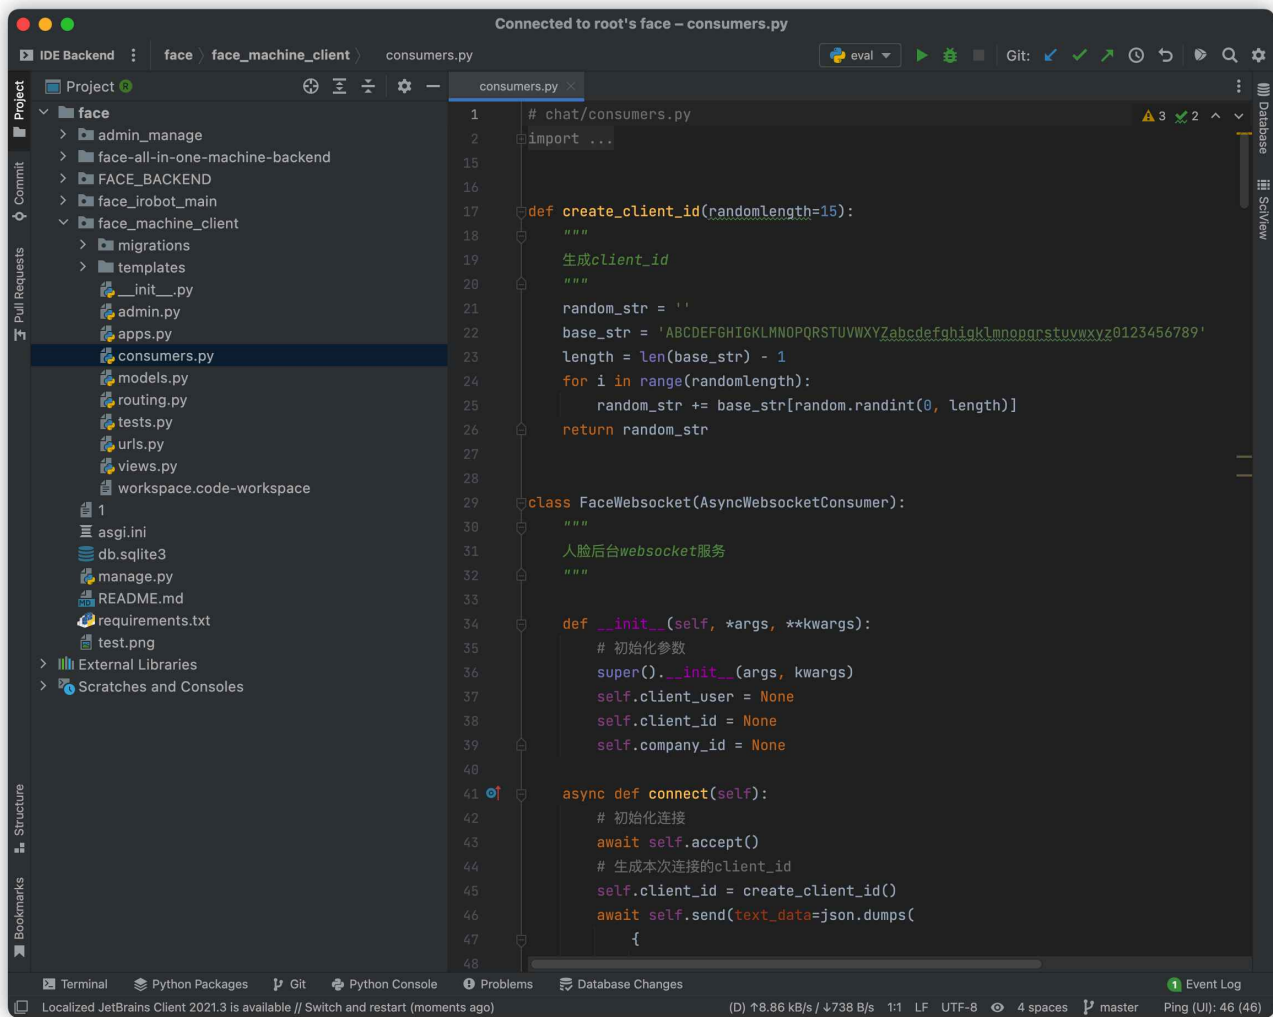 Connected to root's face – consumers.py
IDE Backend
face
face_machine_client
consumers.py
eval
Git:
Project
Commit
Pull Requests
Structure
Bookmarks
Project R
face
admin_manage
face-all-in-one-machine-backend
FACE_BACKEND
face_irobot_main
face_machine_client
migrations
templates
__init__.py
admin.py
apps.py
consumers.py
models.py
routing.py
tests.py
urls.py
views.py
workspace.code-workspace
1
asgi.ini
db.sqlite3
manage.py
README.md
requirements.txt
test.png
External Libraries
Scratches and Consoles
consumers.py
3 2
1 # chat/consumers.py
2 import ...
15
16
17 def create_client_id(randomlength=15):
18 """
19 生成client_id
20 """
21 random_str = ''
22 base_str = 'ABCDEFGHIGKLMNOPQRSTUVWXYZabcdefghigklmnopqrstuvwxyz0123456789'
23 length = len(base_str) - 1
24 for i in range(randomlength):
25 random_str += base_str[random.randint(0, length)]
26 return random_str
27
28
29 class FaceWebsocket(AsyncWebsocketConsumer):
30 """
31 人脸后台websocket服务
32 """
33
34 def __init__(self, *args, **kwargs):
35 # 初始化参数
36 super().__init__(args, kwargs)
37 self.client_user = None
38 self.client_id = None
39 self.company_id = None
40
41 async def connect(self):
42 # 初始化连接
43 await self.accept()
44 # 生成本次连接的client_id
45 self.client_id = create_client_id()
46 await self.send(text_data=json.dumps(
47 {
48
Database
SciView
Terminal
Python Packages
Git
Python Console
Problems
Database Changes
1 Event Log
Localized JetBrains Client 2021.3 is available // Switch and restart (moments ago)
(D) ↑8.86 kB/s / ↓738 B/s
1:1
LF
UTF-8
4 spaces
master
Ping (UI): 46 (46)